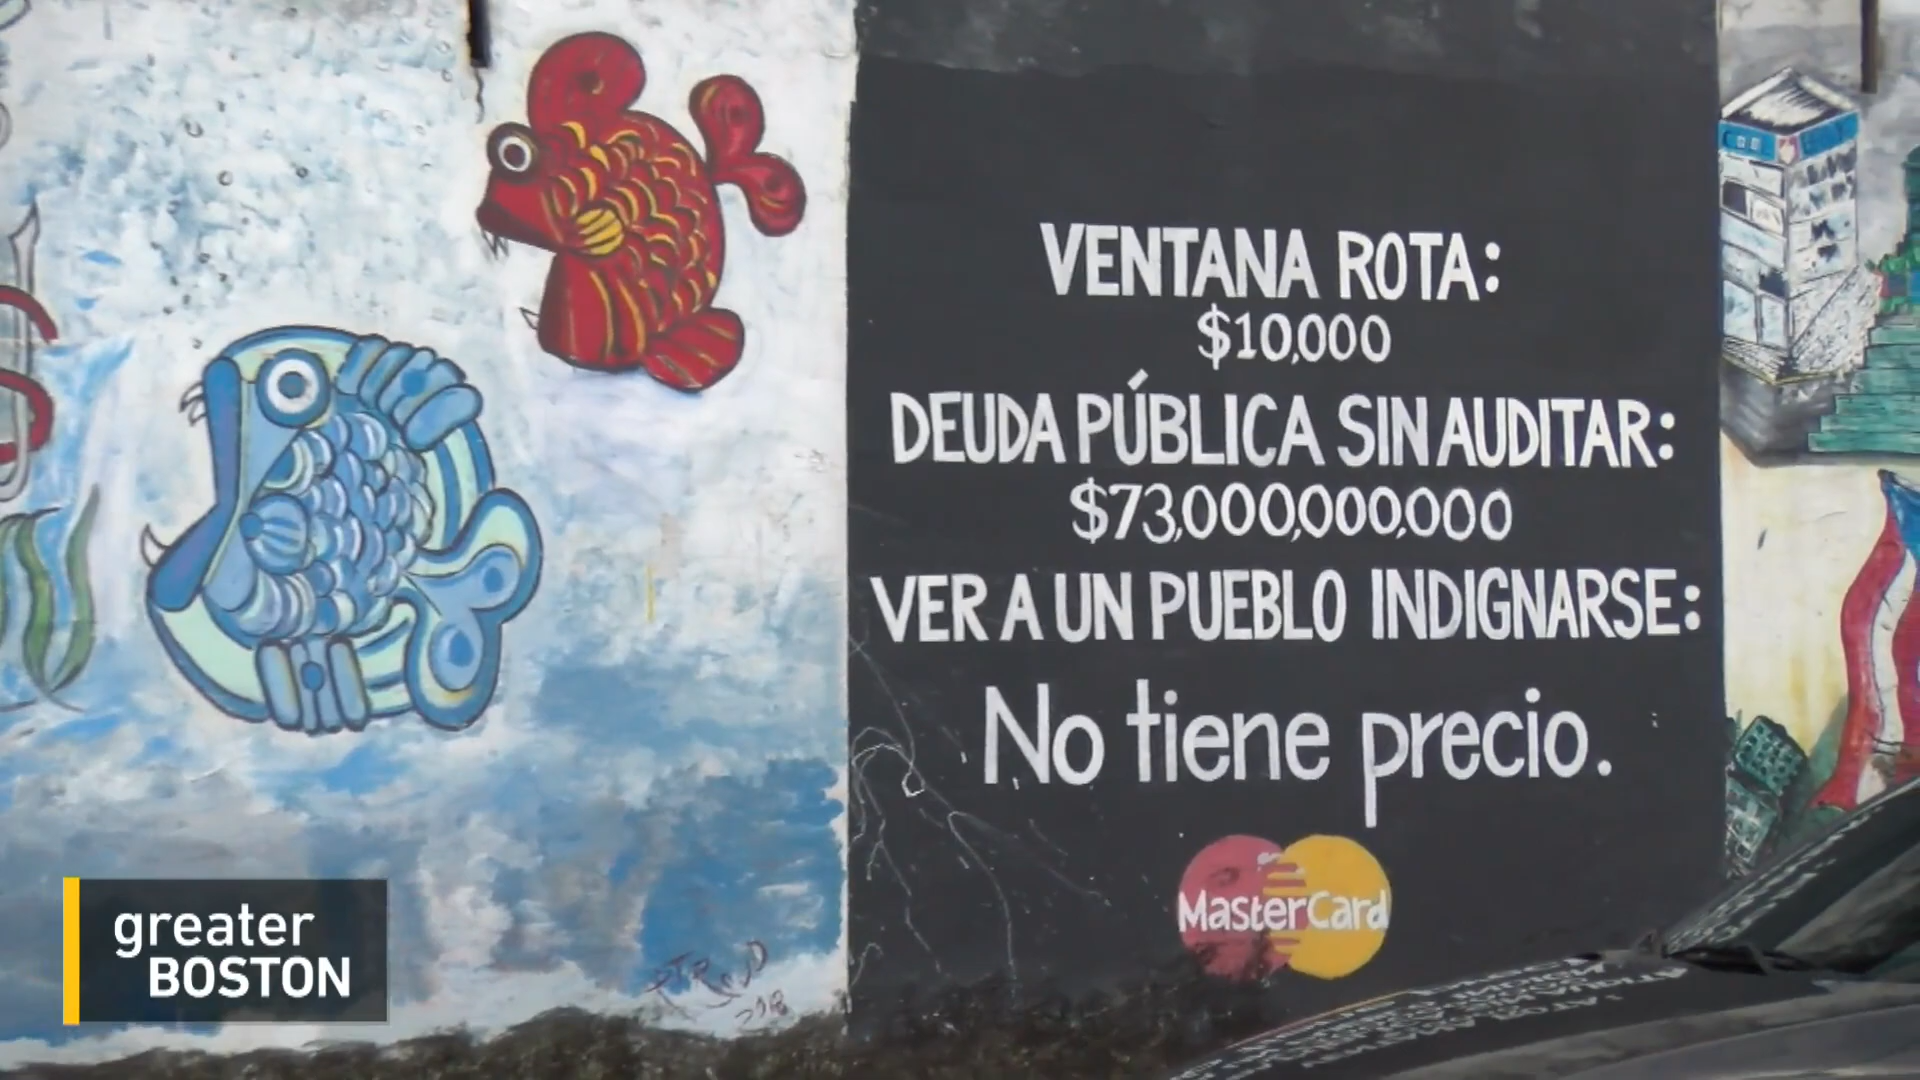 VENTANA ROTA:
$10,000
DEUDA PÚBLICA SIN AUDITAR:
$73,000,000,000
VER A UN PUEBLO INDIGNARSE:
No tiene precio.
MasterCard
greater
BOSTON